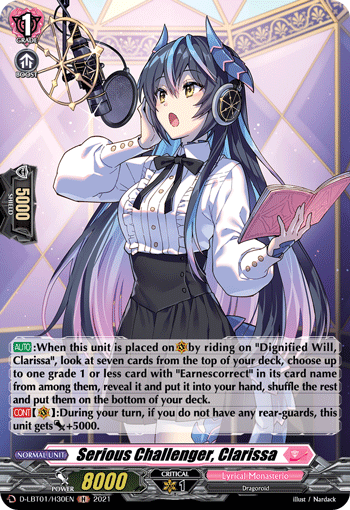 1
GRADE
BOOST
5000
SHIELD
AUTO:When this unit is placed on by riding on "Dignified Will,
Clarissa", look at seven cards from the top of your deck, choose up
to one grade 1 or less card with "Earnescorrect" in its card name
from among them, reveal it and put it into your hand, shuffle the rest
and put them on the bottom of your deck.
CONT【 】:During your turn, if you do not have any rear-guards, this
unit gets +5000.
NORMAL UNIT
Serious Challenger, Clarissa
POWER 8000
CRITICAL
1
Lyrical Monasterio
Dragoroid
D-LBT01/H30EN H 2021
Illust / Nardack